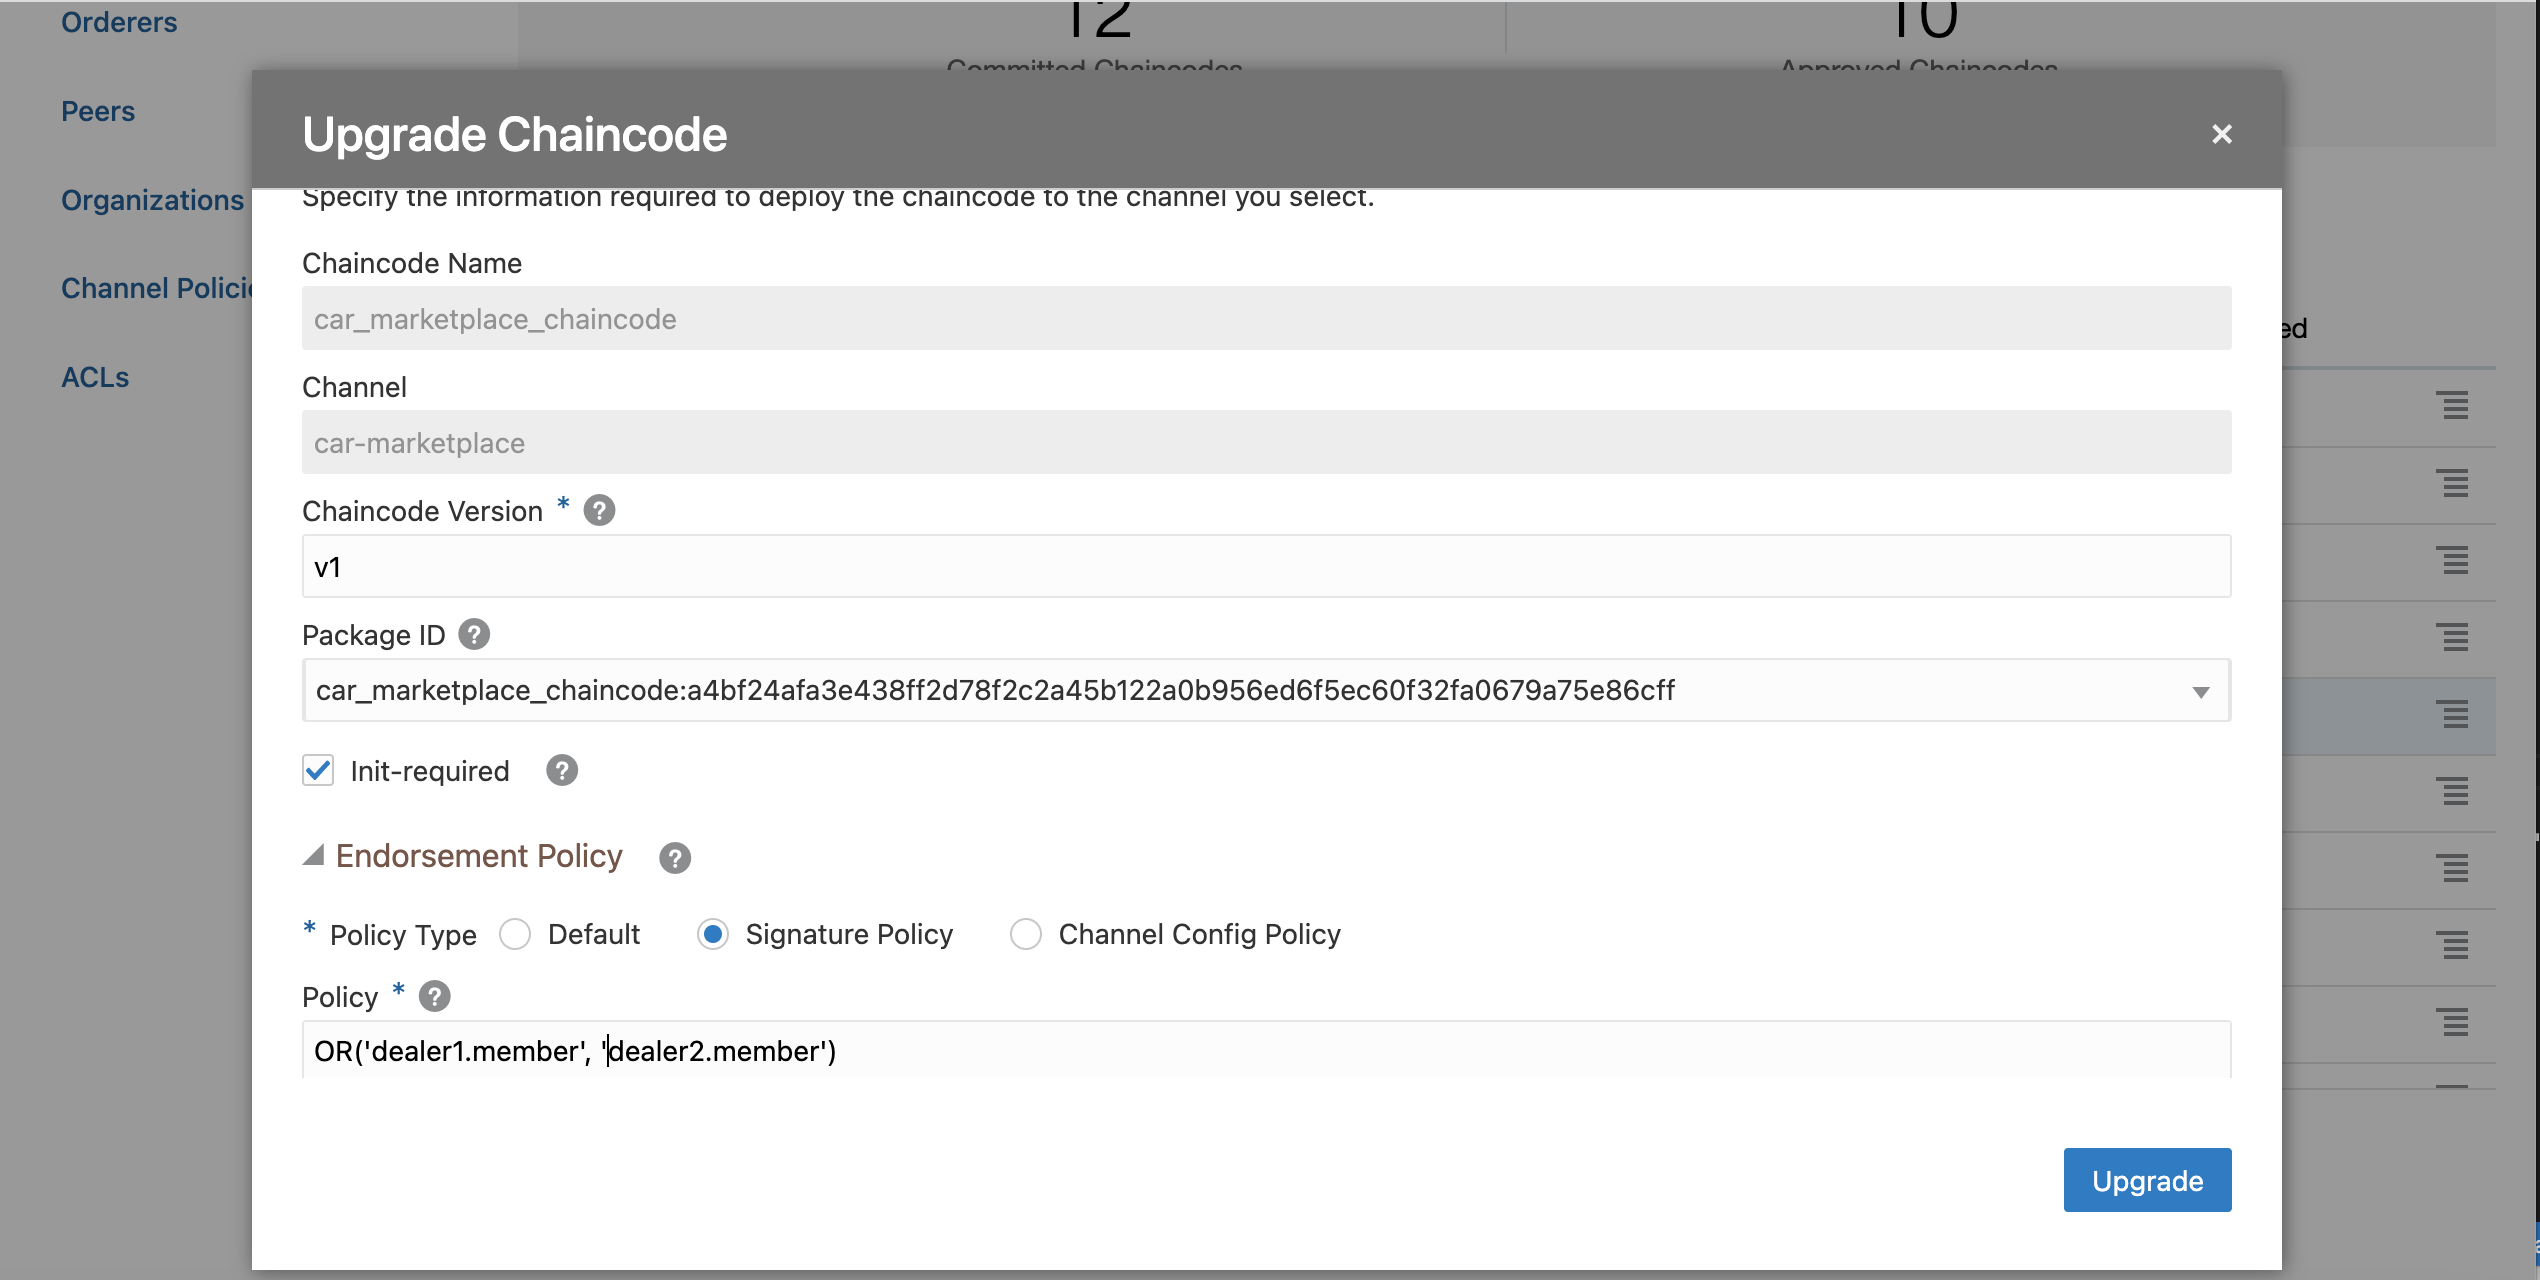 Orderers
Peers
Organizations
Channel Policie
ACLs
12
Committed Chaincodes
10
Approved Chaincodes
Upgrade Chaincode
×
Specify the information required to deploy the chaincode to the channel you select.
Chaincode Name
car_marketplace_chaincode
Channel
car-marketplace
Chaincode Version * ?
v1
Package ID ?
car_marketplace_chaincode:a4bf24afa3e438ff2d78f2c2a45b122a0b956ed6f5ec60f32fa0679a75e86cff
Init-required ?
Endorsement Policy ?
* Policy Type Default Signature Policy Channel Config Policy
Policy * ?
OR('dealer1.member', 'dealer2.member')
Upgrade
ed